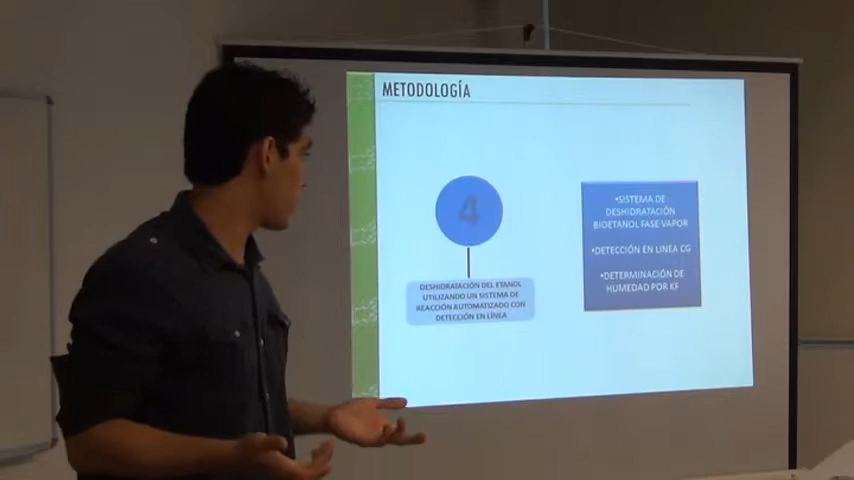 METODOLOGÍA
4
DESHIDRATACIÓN DEL ETANOL
UTILIZANDO UN SISTEMA DE
REACCIÓN AUTOMATIZADO CON
DETECCIÓN EN LÍNEA
•SISTEMA DE
DESHIDRATACIÓN
BIOETANOL FASE VAPOR
•DETECCIÓN EN LINEA CG
•DETERMINACIÓN DE
HUMEDAD POR KF